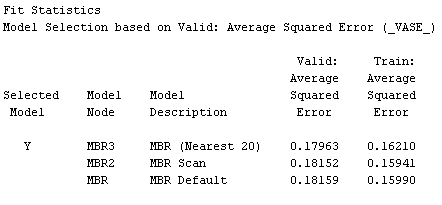 Fit Statistics
Model Selection based on Valid: Average Squared Error (_VASE_)
Valid: Train:
Average Average
Selected Model Model Squared Squared
Model Node Description Error Error
Y MBR3 MBR (Nearest 20) 0.17963 0.16210
MBR2 MBR Scan 0.18152 0.15941
MBR MBR Default 0.18159 0.15990